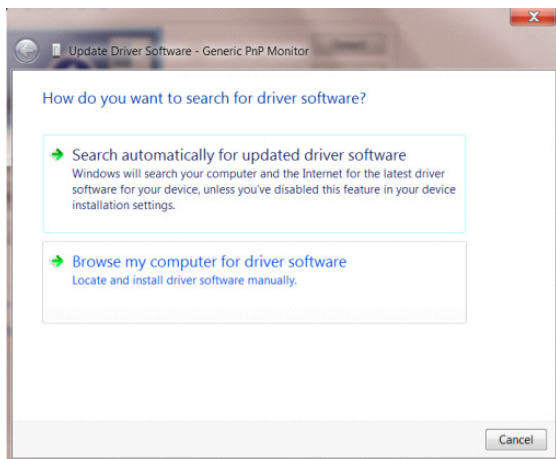 Update Driver Software - Generic PnP Monitor
How do you want to search for driver software?
Search automatically for updated driver software
Windows will search your computer and the Internet for the latest driver
software for your device, unless you've disabled this feature in your device
installation settings.
Browse my computer for driver software
Locate and install driver software manually.
Cancel